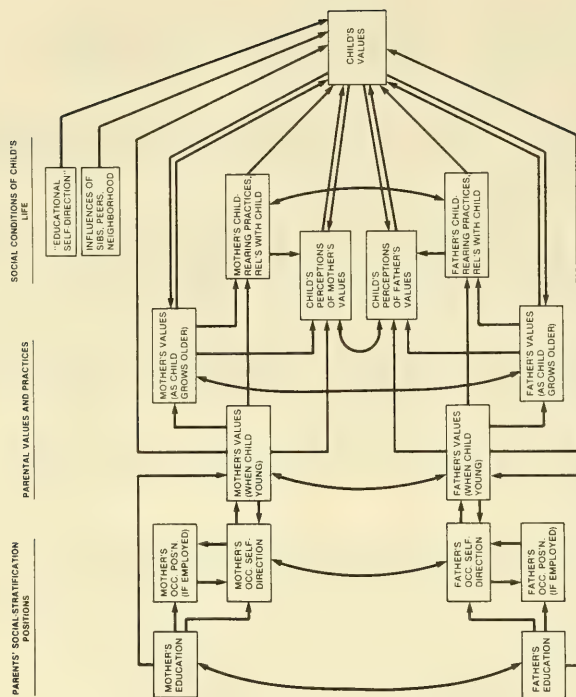 PARENTS' SOCIAL-STRATIFICATION
POSITIONS
PARENTAL VALUES AND PRACTICES
SOCIAL CONDITIONS OF CHILD'S
LIFE
"EDUCATIONAL
SELF-DIRECTION"
INFLUENCES OF
SIBS, PEERS,
NEIGHBORHOOD
MOTHER'S
EDUCATION
MOTHER'S
OCC. POS'N.
(IF EMPLOYED)
MOTHER'S
OCC. SELF-
DIRECTION
MOTHER'S VALUES
(WHEN CHILD
YOUNG)
MOTHER'S VALUES
(AS CHILD
GROWS OLDER)
MOTHER'S CHILD-
REARING PRACTICES,
REL'S WITH CHILD
CHILD'S
PERCEPTIONS
OF MOTHER'S
VALUES
CHILD'S
VALUES
CHILD'S
PERCEPTIONS
OF FATHER'S
VALUES
FATHER'S CHILD-
REARING PRACTICES,
REL'S WITH CHILD
FATHER'S VALUES
(WHEN CHILD
YOUNG)
FATHER'S VALUES
(AS CHILD
GROWS OLDER)
FATHER'S
OCC. SELF-
DIRECTION
FATHER'S
OCC. POS'N.
(IF EMPLOYED)
FATHER'S
EDUCATION